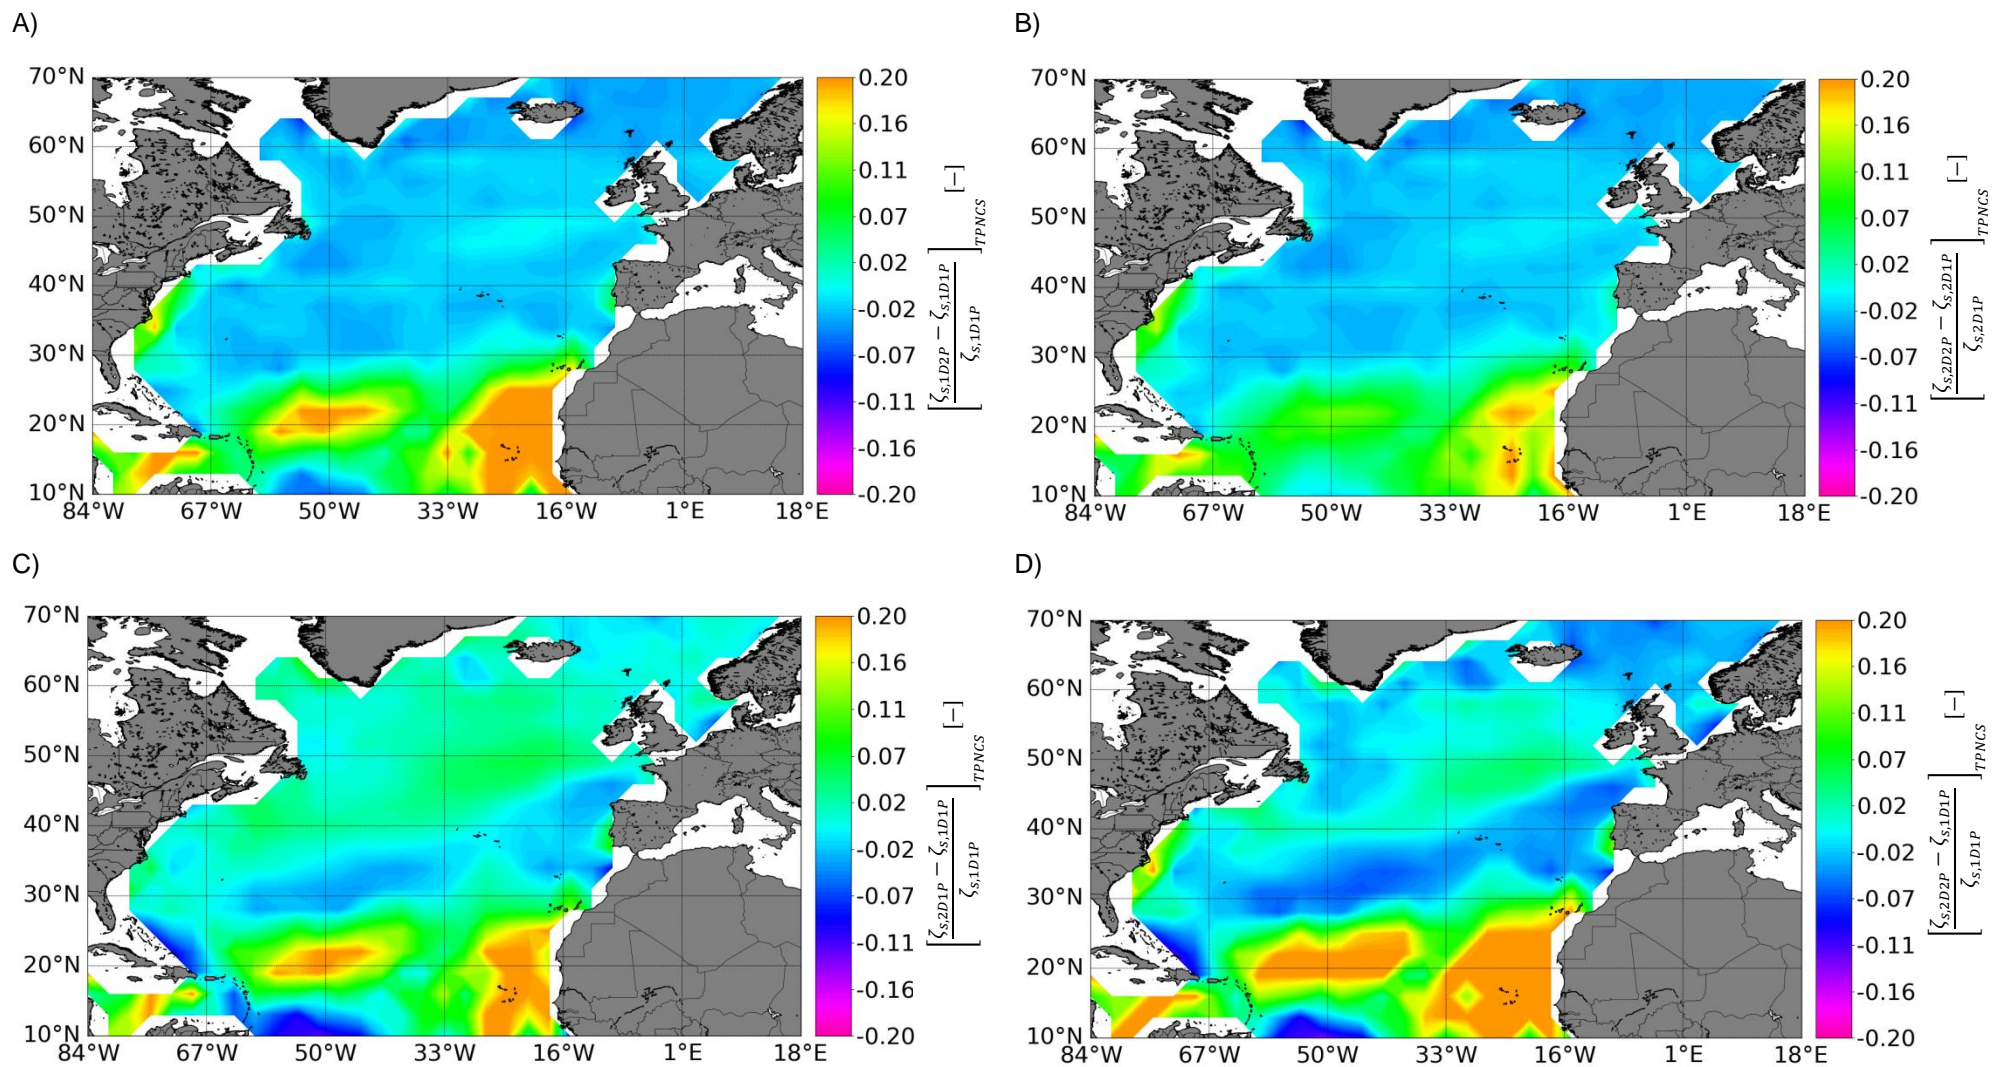 A)
70°N
60°N
50°N
40°N
30°N
20°N
10°N
84°W 67°W 50°W 33°W 16°W 1°E 18°E
0.20
0.16
0.11
0.07
0.02
-0.02
-0.07
-0.11
-0.16
-0.20
[(ζs,1D2P − ζs,1D1P) / ζs,1D1P]TPNCS [−]
B)
70°N
60°N
50°N
40°N
30°N
20°N
10°N
84°W 67°W 50°W 33°W 16°W 1°E 18°E
0.20
0.16
0.11
0.07
0.02
-0.02
-0.07
-0.11
-0.16
-0.20
[(ζs,2D2P − ζs,2D1P) / ζs,2D1P]TPNCS [−]
C)
70°N
60°N
50°N
40°N
30°N
20°N
10°N
84°W 67°W 50°W 33°W 16°W 1°E 18°E
0.20
0.16
0.11
0.07
0.02
-0.02
-0.07
-0.11
-0.16
-0.20
[(ζs,2D1P − ζs,1D1P) / ζs,1D1P]TPNCS [−]
D)
70°N
60°N
50°N
40°N
30°N
20°N
10°N
84°W 67°W 50°W 33°W 16°W 1°E 18°E
0.20
0.16
0.11
0.07
0.02
-0.02
-0.07
-0.11
-0.16
-0.20
[(ζs,2D2P − ζs,1D1P) / ζs,1D1P]TPNCS [−]